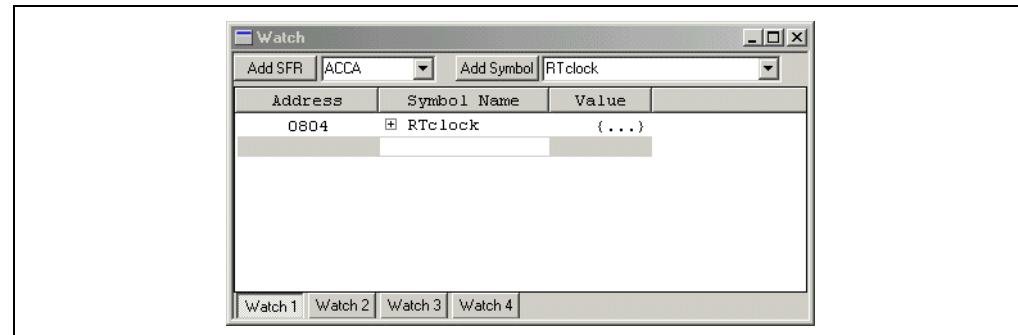 Watch
Add SFR ACCA Add Symbol RTclock
Address Symbol Name Value
0804 RTclock {...}
Watch 1 Watch 2 Watch 3 Watch 4